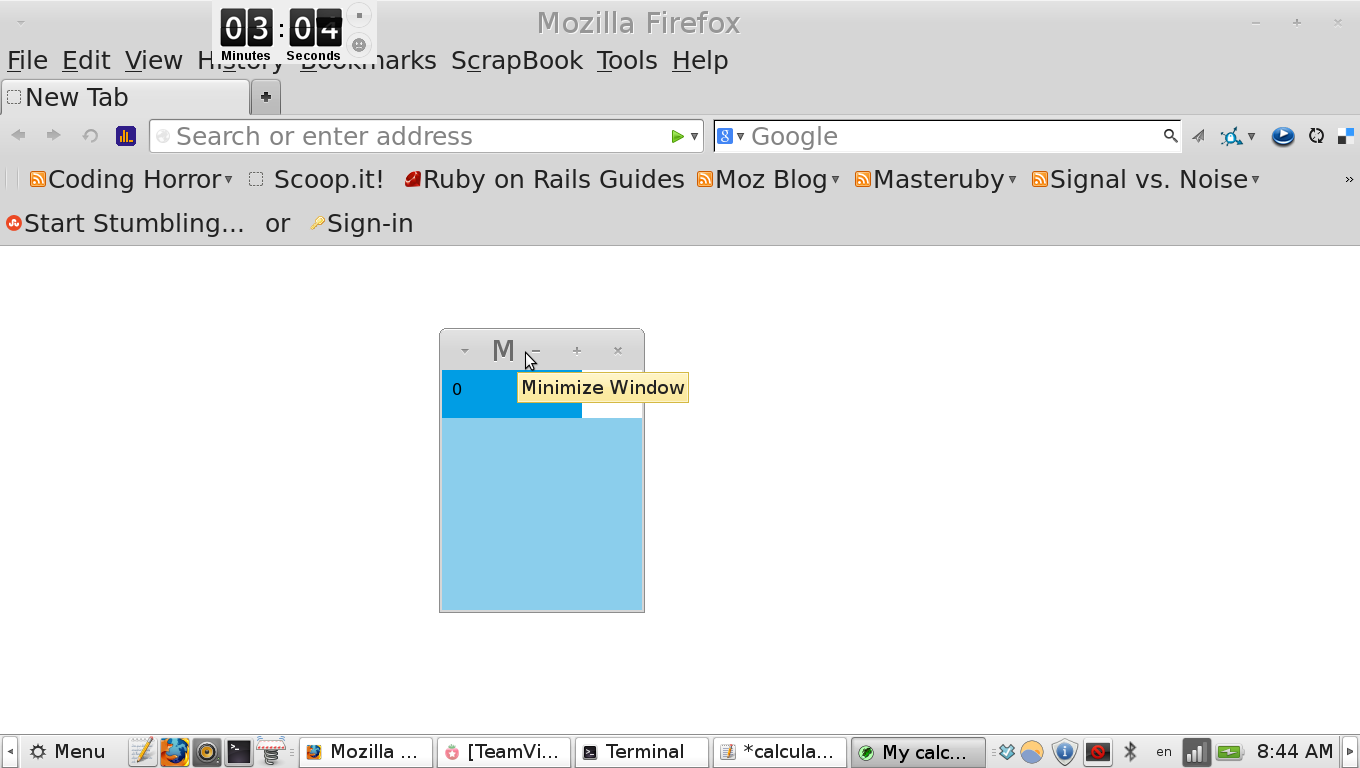 03:04
Minutes Seconds
Mozilla Firefox
File Edit View History Bookmarks ScrapBook Tools Help
New Tab
Search or enter address
Google
Coding Horror Scoop.it! Ruby on Rails Guides Moz Blog Masteruby Signal vs. Noise »
Start Stumbling... or Sign-in
M
0
Minimize Window
Menu Mozilla ... [TeamVi... Terminal *calcula... My calc... en 8:44 AM